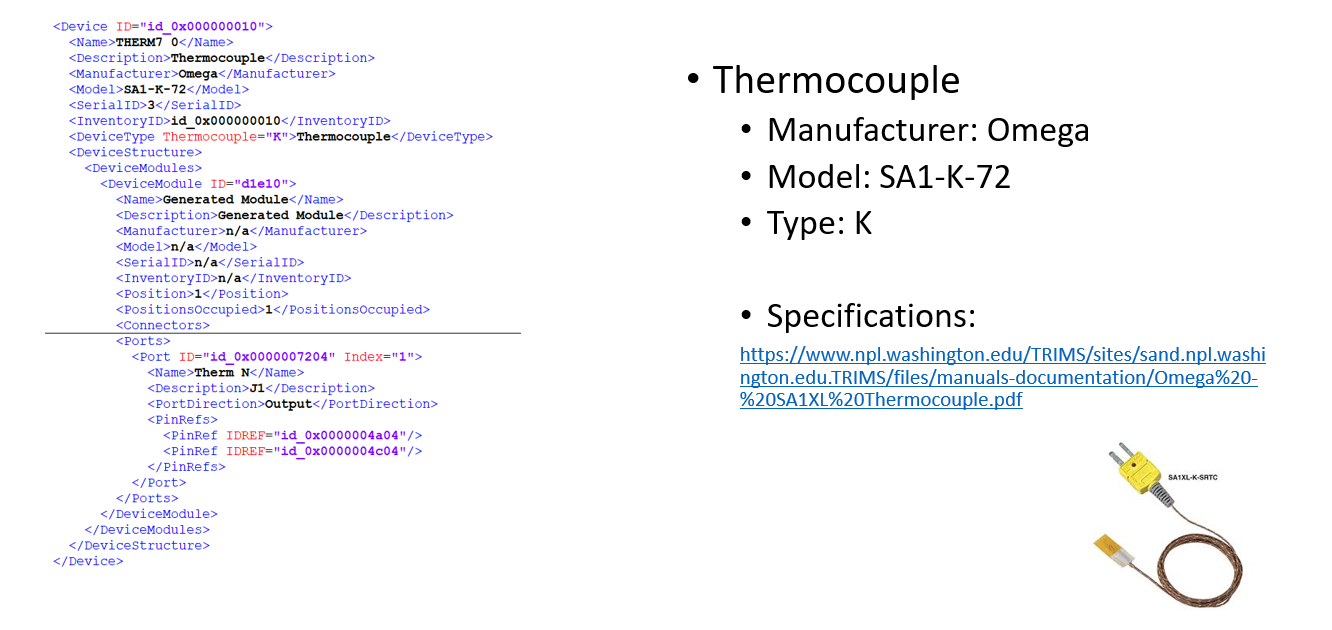 <Device ID="id_0x000000010">
<Name>THERM7 0</Name>
<Description>Thermocouple</Description>
<Manufacturer>Omega</Manufacturer>
<Model>SA1-K-72</Model>
<SerialID>3</SerialID>
<InventoryID>id_0x000000010</InventoryID>
<DeviceType Thermocouple="K">Thermocouple</DeviceType>
<DeviceStructure>
<DeviceModules>
<DeviceModule ID="d1e10">
<Name>Generated Module</Name>
<Description>Generated Module</Description>
<Manufacturer>n/a</Manufacturer>
<Model>n/a</Model>
<SerialID>n/a</SerialID>
<InventoryID>n/a</InventoryID>
<Position>1</Position>
<PositionsOccupied>1</PositionsOccupied>
<Connectors>
<Ports>
<Port ID="id_0x0000007204" Index="1">
<Name>Therm N</Name>
<Description>J1</Description>
<PortDirection>Output</PortDirection>
<PinRefs>
<PinRef IDREF="id_0x0000004a04"/>
<PinRef IDREF="id_0x0000004c04"/>
</PinRefs>
</Port>
</Ports>
</DeviceModule>
</DeviceModules>
</DeviceStructure>
</Device>
• Thermocouple
• Manufacturer: Omega
• Model: SA1-K-72
• Type: K
• Specifications:
https://www.npl.washington.edu/TRIMS/sites/sand.npl.washi
ngton.edu.TRIMS/files/manuals-documentation/Omega%20-
%20SA1XL%20Thermocouple.pdf
SA1XL-K-SRTC